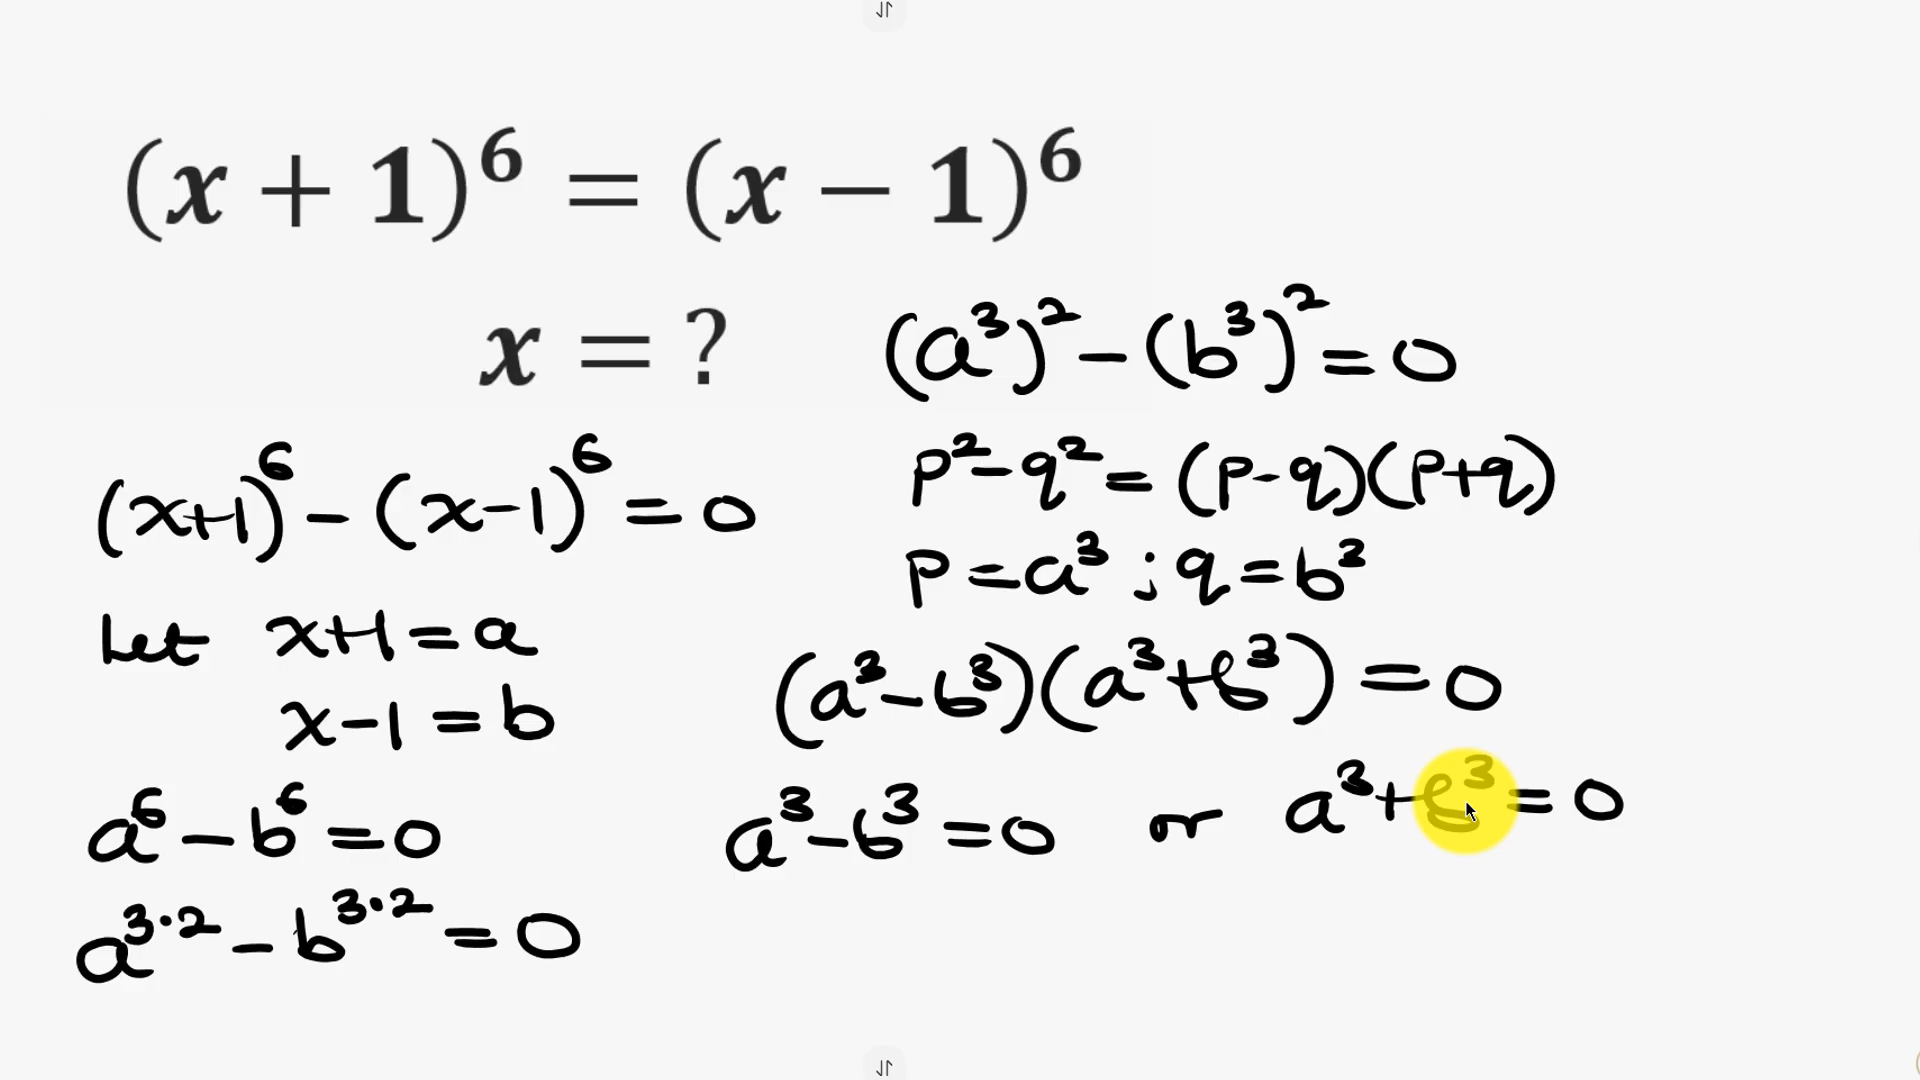 (x + 1)⁶ = (x − 1)⁶
x = ?
(x+1)⁶ − (x−1)⁶ = 0
Let x+1 = a
x−1 = b
a⁶ − b⁶ = 0
a³·² − b³·² = 0
(a³)² − (b³)² = 0
p² − q² = (p−q)(p+q)
p = a³ ; q = b³
(a³ − b³)(a³ + b³) = 0
a³ − b³ = 0 or a³ + b³ = 0